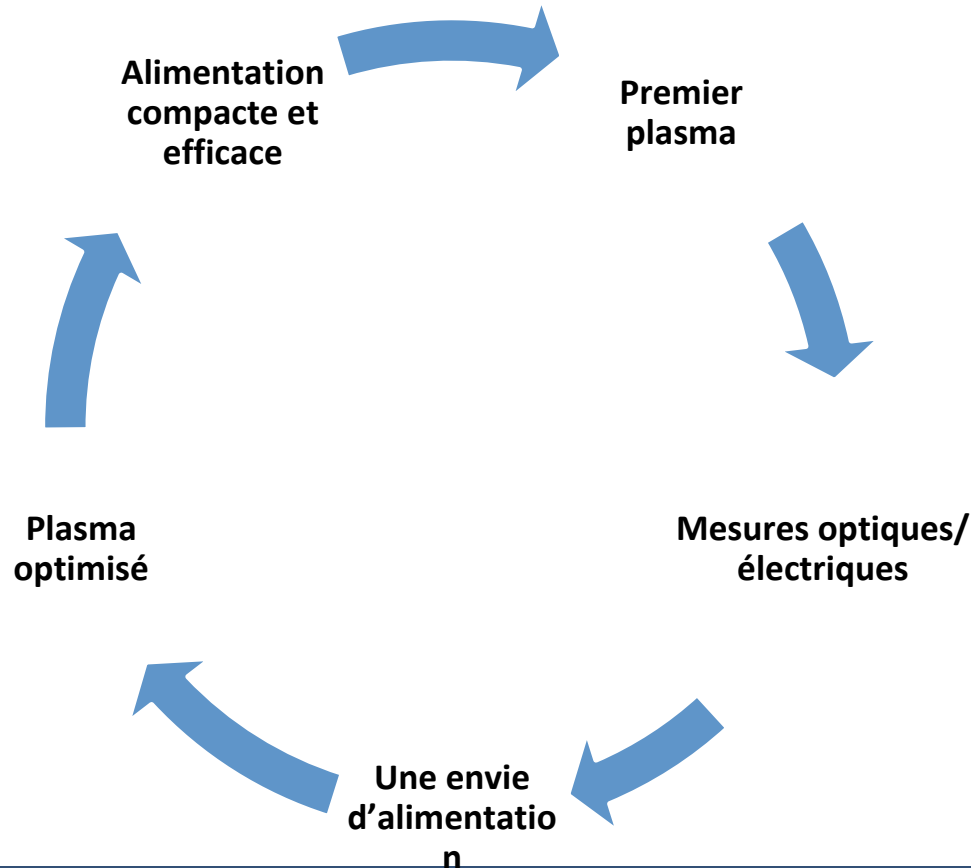 Alimentation
compacte et
efficace
Premier
plasma
Mesures optiques/
électriques
Une envie
d’alimentatio
n
Plasma
optimisé